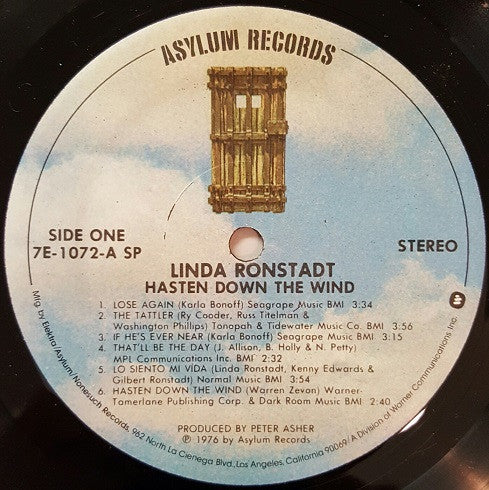 ASYLUM RECORDS
SIDE ONE
7E-1072-A SP
STEREO
LINDA RONSTADT
HASTEN DOWN THE WIND
1. LOSE AGAIN (Karla Bonoff) Seagrape Music BMI 3:34
2. THE TATTLER (Ry Cooder, Russ Titelman &
Washington Phillips) Tonopah & Tidewater Music Co. BMI 3:56
3. IF HE'S EVER NEAR (Karla Bonoff) Seagrape Music BMI 3:15
4. THAT'LL BE THE DAY (J. Allison, B. Holly & N. Petty)
MPL Communications Inc. BMI 2:32
5. LO SIENTO MI VIDA (Linda Ronstadt, Kenny Edwards &
Gilbert Ronstadt) Normal Music BMI 3:54
6. HASTEN DOWN THE WIND (Warren Zevon) Warner-
Tamerlane Publishing Corp. & Dark Room Music BMI 2:40
PRODUCED BY PETER ASHER
℗ 1976 by Asylum Records
Mfg by Elektra/Asylum/Nonesuch Records, 962 North La Cienega Blvd., Los Angeles, California 90069/A Division of Warner Communications Inc.